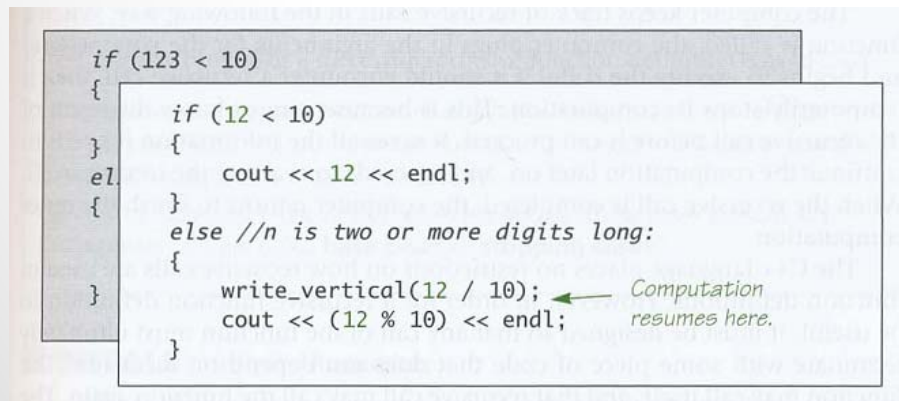 if (123 < 10)
{
}
el
{
}
if (12 < 10)
{
cout << 12 << endl;
}
else //n is two or more digits long:
{
write_vertical(12 / 10);
cout << (12 % 10) << endl;
}
Computation
resumes here.